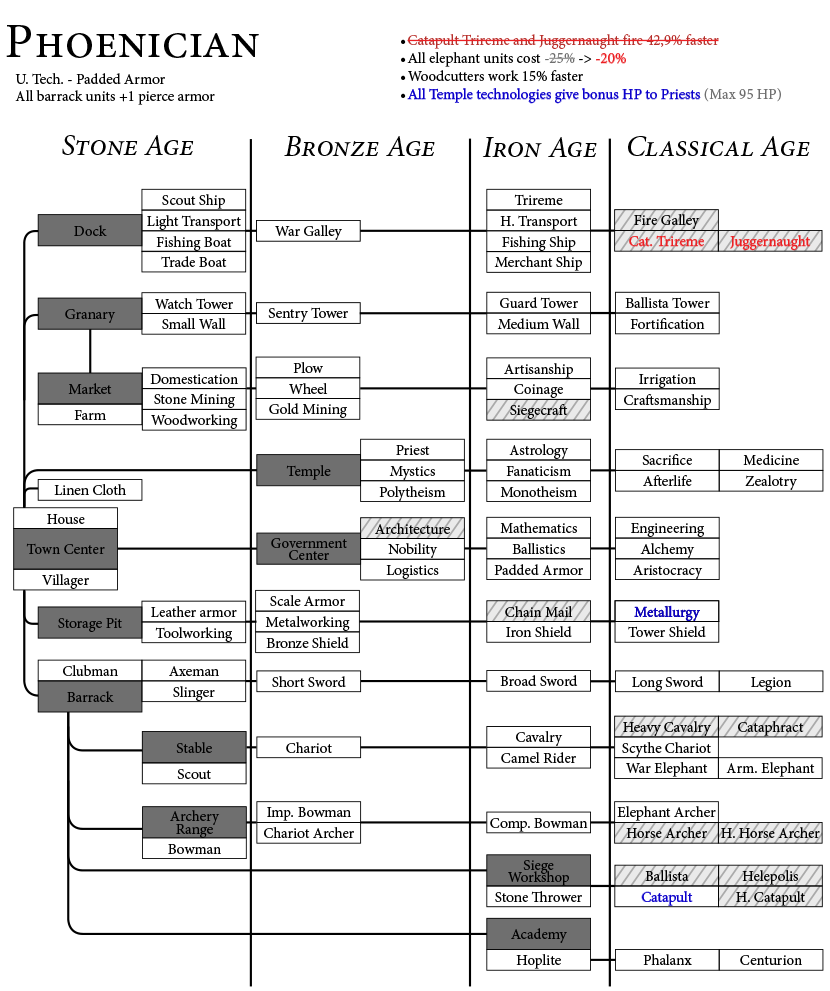 PHOENICIAN
U. Tech. - Padded Armor
All barrack units +1 pierce armor
• Catapult Trireme and Juggernaught fire 42,9% faster
• All elephant units cost -25% -> -20%
• Woodcutters work 15% faster
• All Temple technologies give bonus HP to Priests (Max 95 HP)
STONE AGE
BRONZE AGE
IRON AGE
CLASSICAL AGE
Dock
Scout Ship
Light Transport
Fishing Boat
Trade Boat
War Galley
Trireme
H. Transport
Fishing Ship
Merchant Ship
Fire Galley
Cat. Trireme
Juggernaught
Granary
Watch Tower
Small Wall
Sentry Tower
Guard Tower
Medium Wall
Ballista Tower
Fortification
Market
Farm
Domestication
Stone Mining
Woodworking
Plow
Wheel
Gold Mining
Artisanship
Coinage
Siegecraft
Irrigation
Craftsmanship
Temple
Priest
Mystics
Polytheism
Astrology
Fanaticism
Monotheism
Sacrifice
Medicine
Afterlife
Zealotry
Linen Cloth
House
Town Center
Villager
Government
Center
Architecture
Nobility
Logistics
Mathematics
Ballistics
Padded Armor
Engineering
Alchemy
Aristocracy
Storage Pit
Leather armor
Toolworking
Scale Armor
Metalworking
Bronze Shield
Chain Mail
Iron Shield
Metallurgy
Tower Shield
Clubman
Barrack
Axeman
Slinger
Short Sword
Broad Sword
Long Sword
Legion
Stable
Scout
Chariot
Cavalry
Camel Rider
Heavy Cavalry
Cataphract
Scythe Chariot
War Elephant
Arm. Elephant
Archery
Range
Bowman
Imp. Bowman
Chariot Archer
Comp. Bowman
Elephant Archer
Horse Archer
H. Horse Archer
Siege
Workshop
Stone Thrower
Ballista
Helepolis
Catapult
H. Catapult
Academy
Hoplite
Phalanx
Centurion